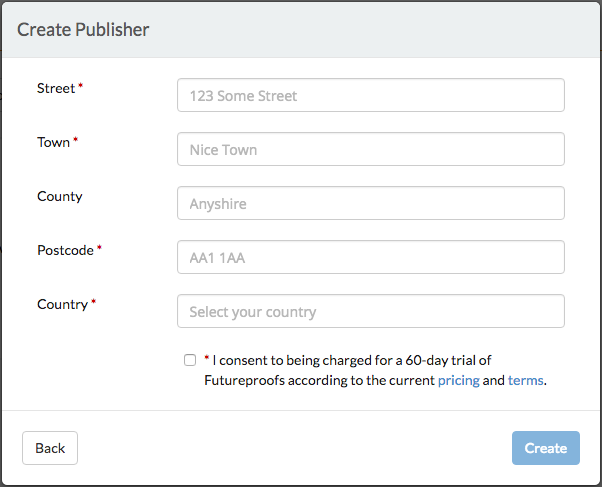 Create Publisher
Street *
123 Some Street
Town *
Nice Town
County
Anyshire
Postcode *
AA1 1AA
Country *
Select your country
* I consent to being charged for a 60-day trial of
Futureproofs according to the current pricing and terms.
Back
Create